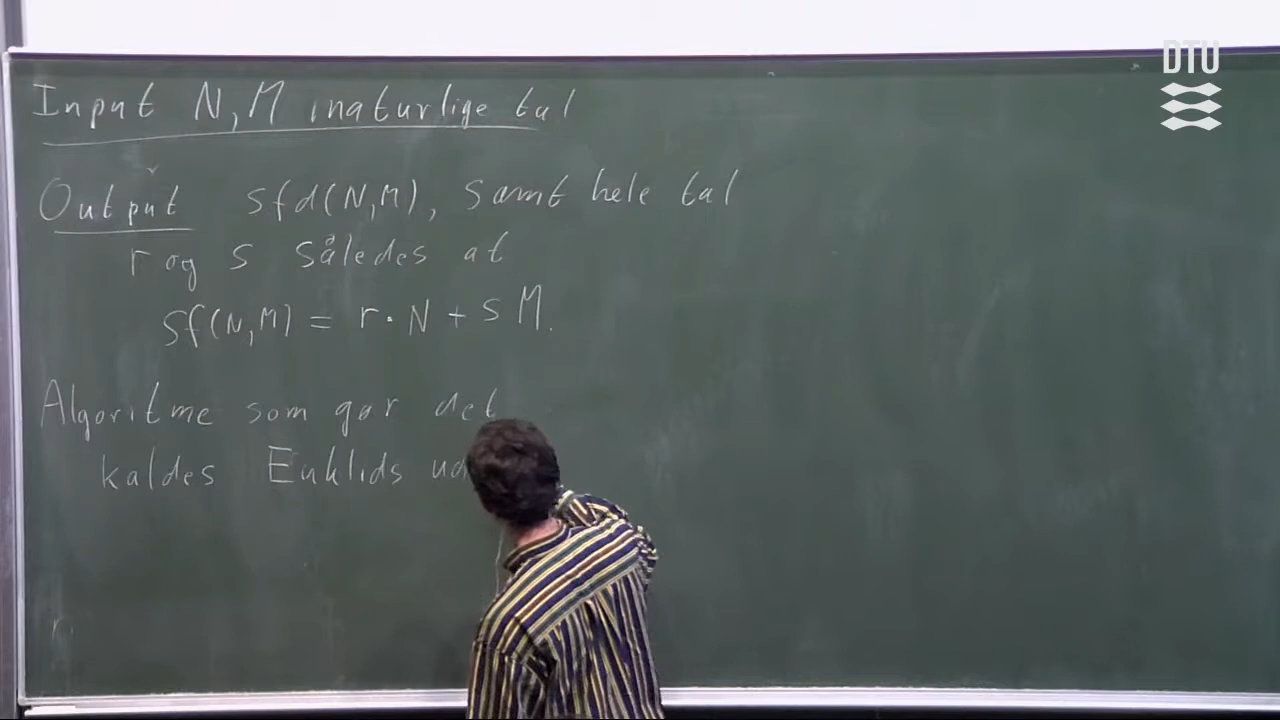 Input N, M naturlige tal
Output sfd(N,M), samt hele tal
r og s således at
sf(N,M) = r·N + s M.
Algoritme som gør det
kaldes Euklids ud
r
DTU